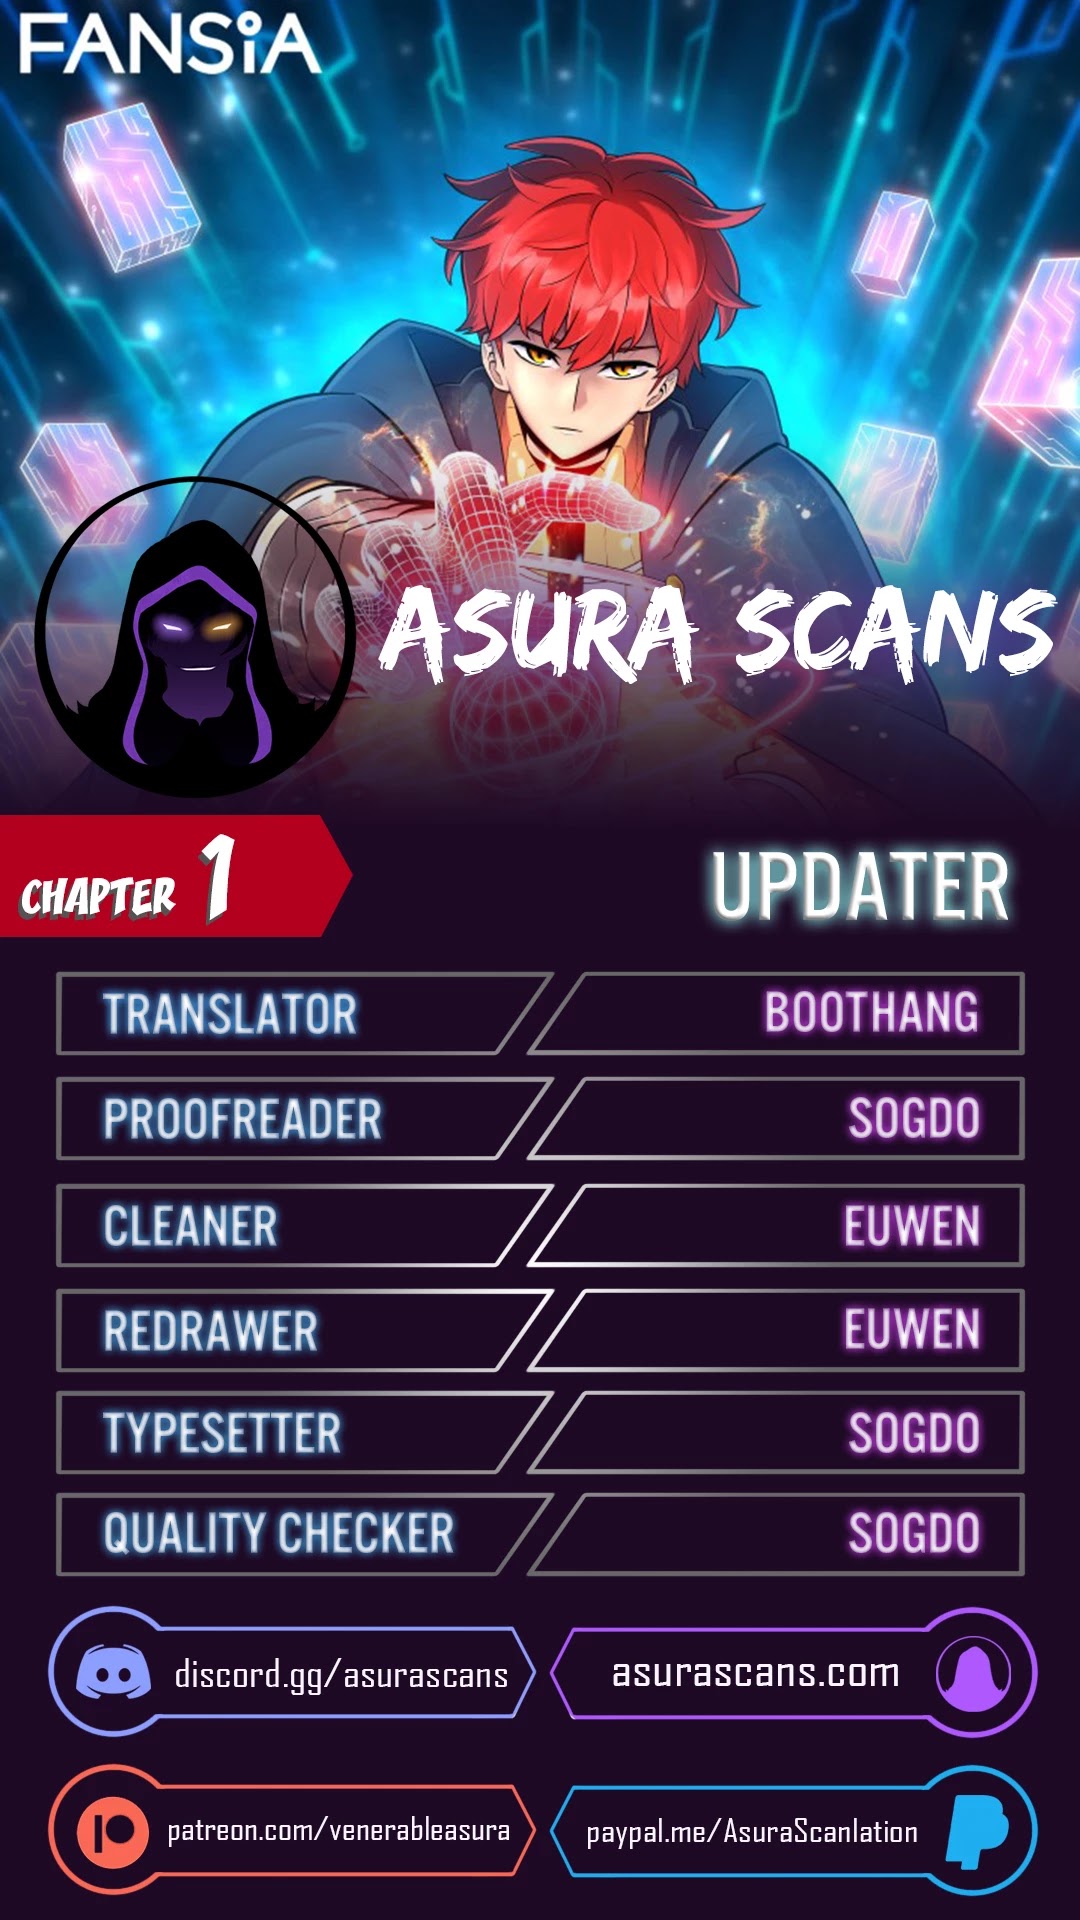 FANSiA
ASURA SCANS
CHAPTER 1
UPDATER
TRANSLATOR BOOTHANG
PROOFREADER SOGDO
CLEANER EUWEN
REDRAWER EUWEN
TYPESETTER SOGDO
QUALITY CHECKER SOGDO
discord.gg/asurascans asurascans.com
patreon.com/venerableasura paypal.me/AsuraScanlation